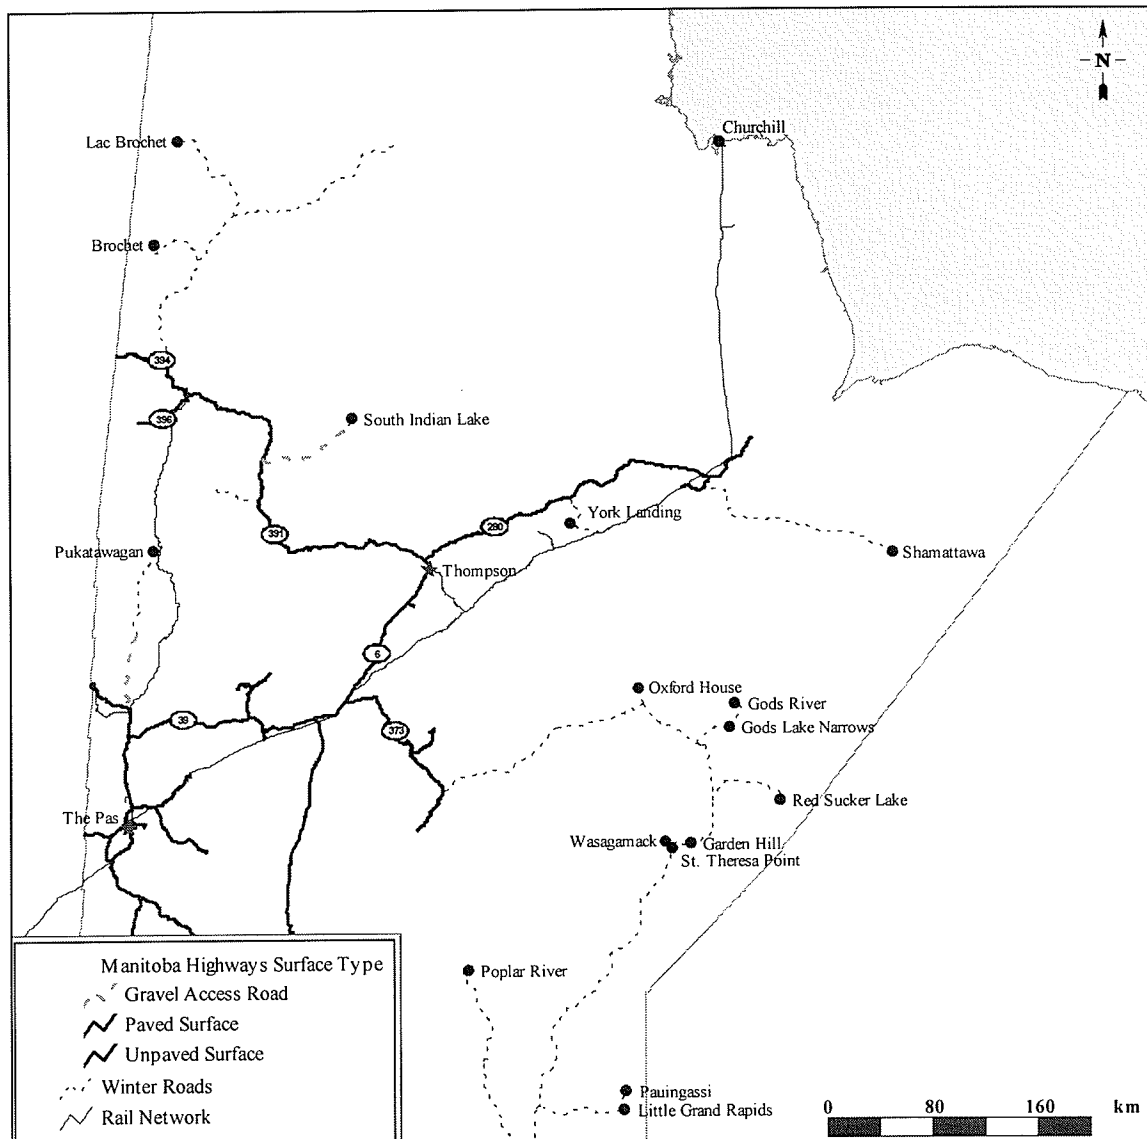 N
Churchill
Lac Brochet
Brochet
394
396
South Indian Lake
391
280
York Landing
Pukatawagan
Thompson
Shamattawa
6
Oxford House
Gods River
39
373
Gods Lake Narrows
Red Sucker Lake
The Pas
Wasagamack
Garden Hill
St. Theresa Point
Manitoba Highways Surface Type
Gravel Access Road
Paved Surface
Unpaved Surface
Winter Roads
Rail Network
Poplar River
Pauingassi
Little Grand Rapids
0 80 160 km